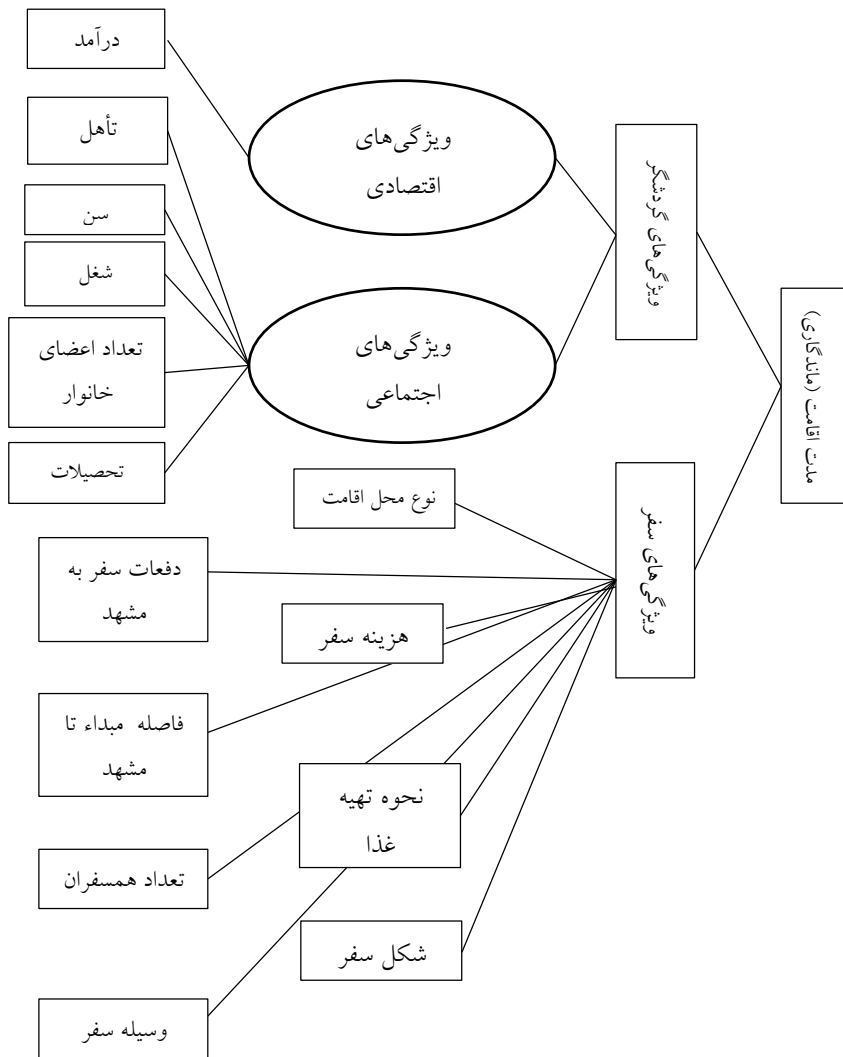 مدت اقامت (ماندگاری)
ویژگی‌های گردشگر
ویژگی‌های
اقتصادی
درآمد
ویژگی‌های
اجتماعی
تأهل
سن
شغل
تعداد اعضای
خانوار
تحصیلات
ویژگی‌های سفر
نوع محل اقامت
دفعات سفر به
مشهد
هزینه سفر
فاصله مبداء تا
مشهد
نحوه تهیه
غذا
تعداد همسفران
شکل سفر
وسیله سفر